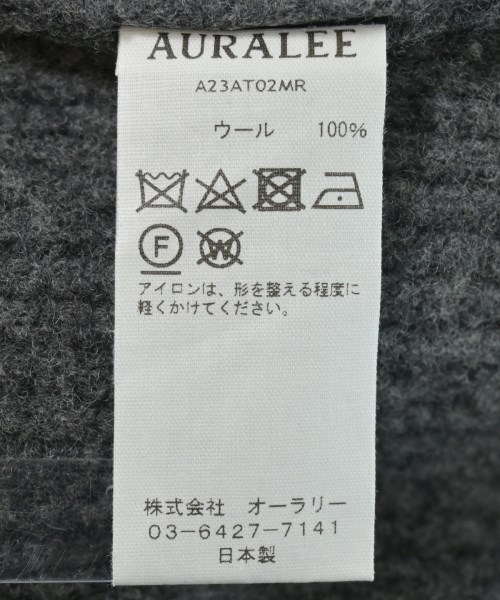 AURALEE
A23AT02MR
ウール 100%
F W
アイロンは、形を整える程度に
軽くかけてください。
株式会社 オーラリー
03-6427-7141
日本製